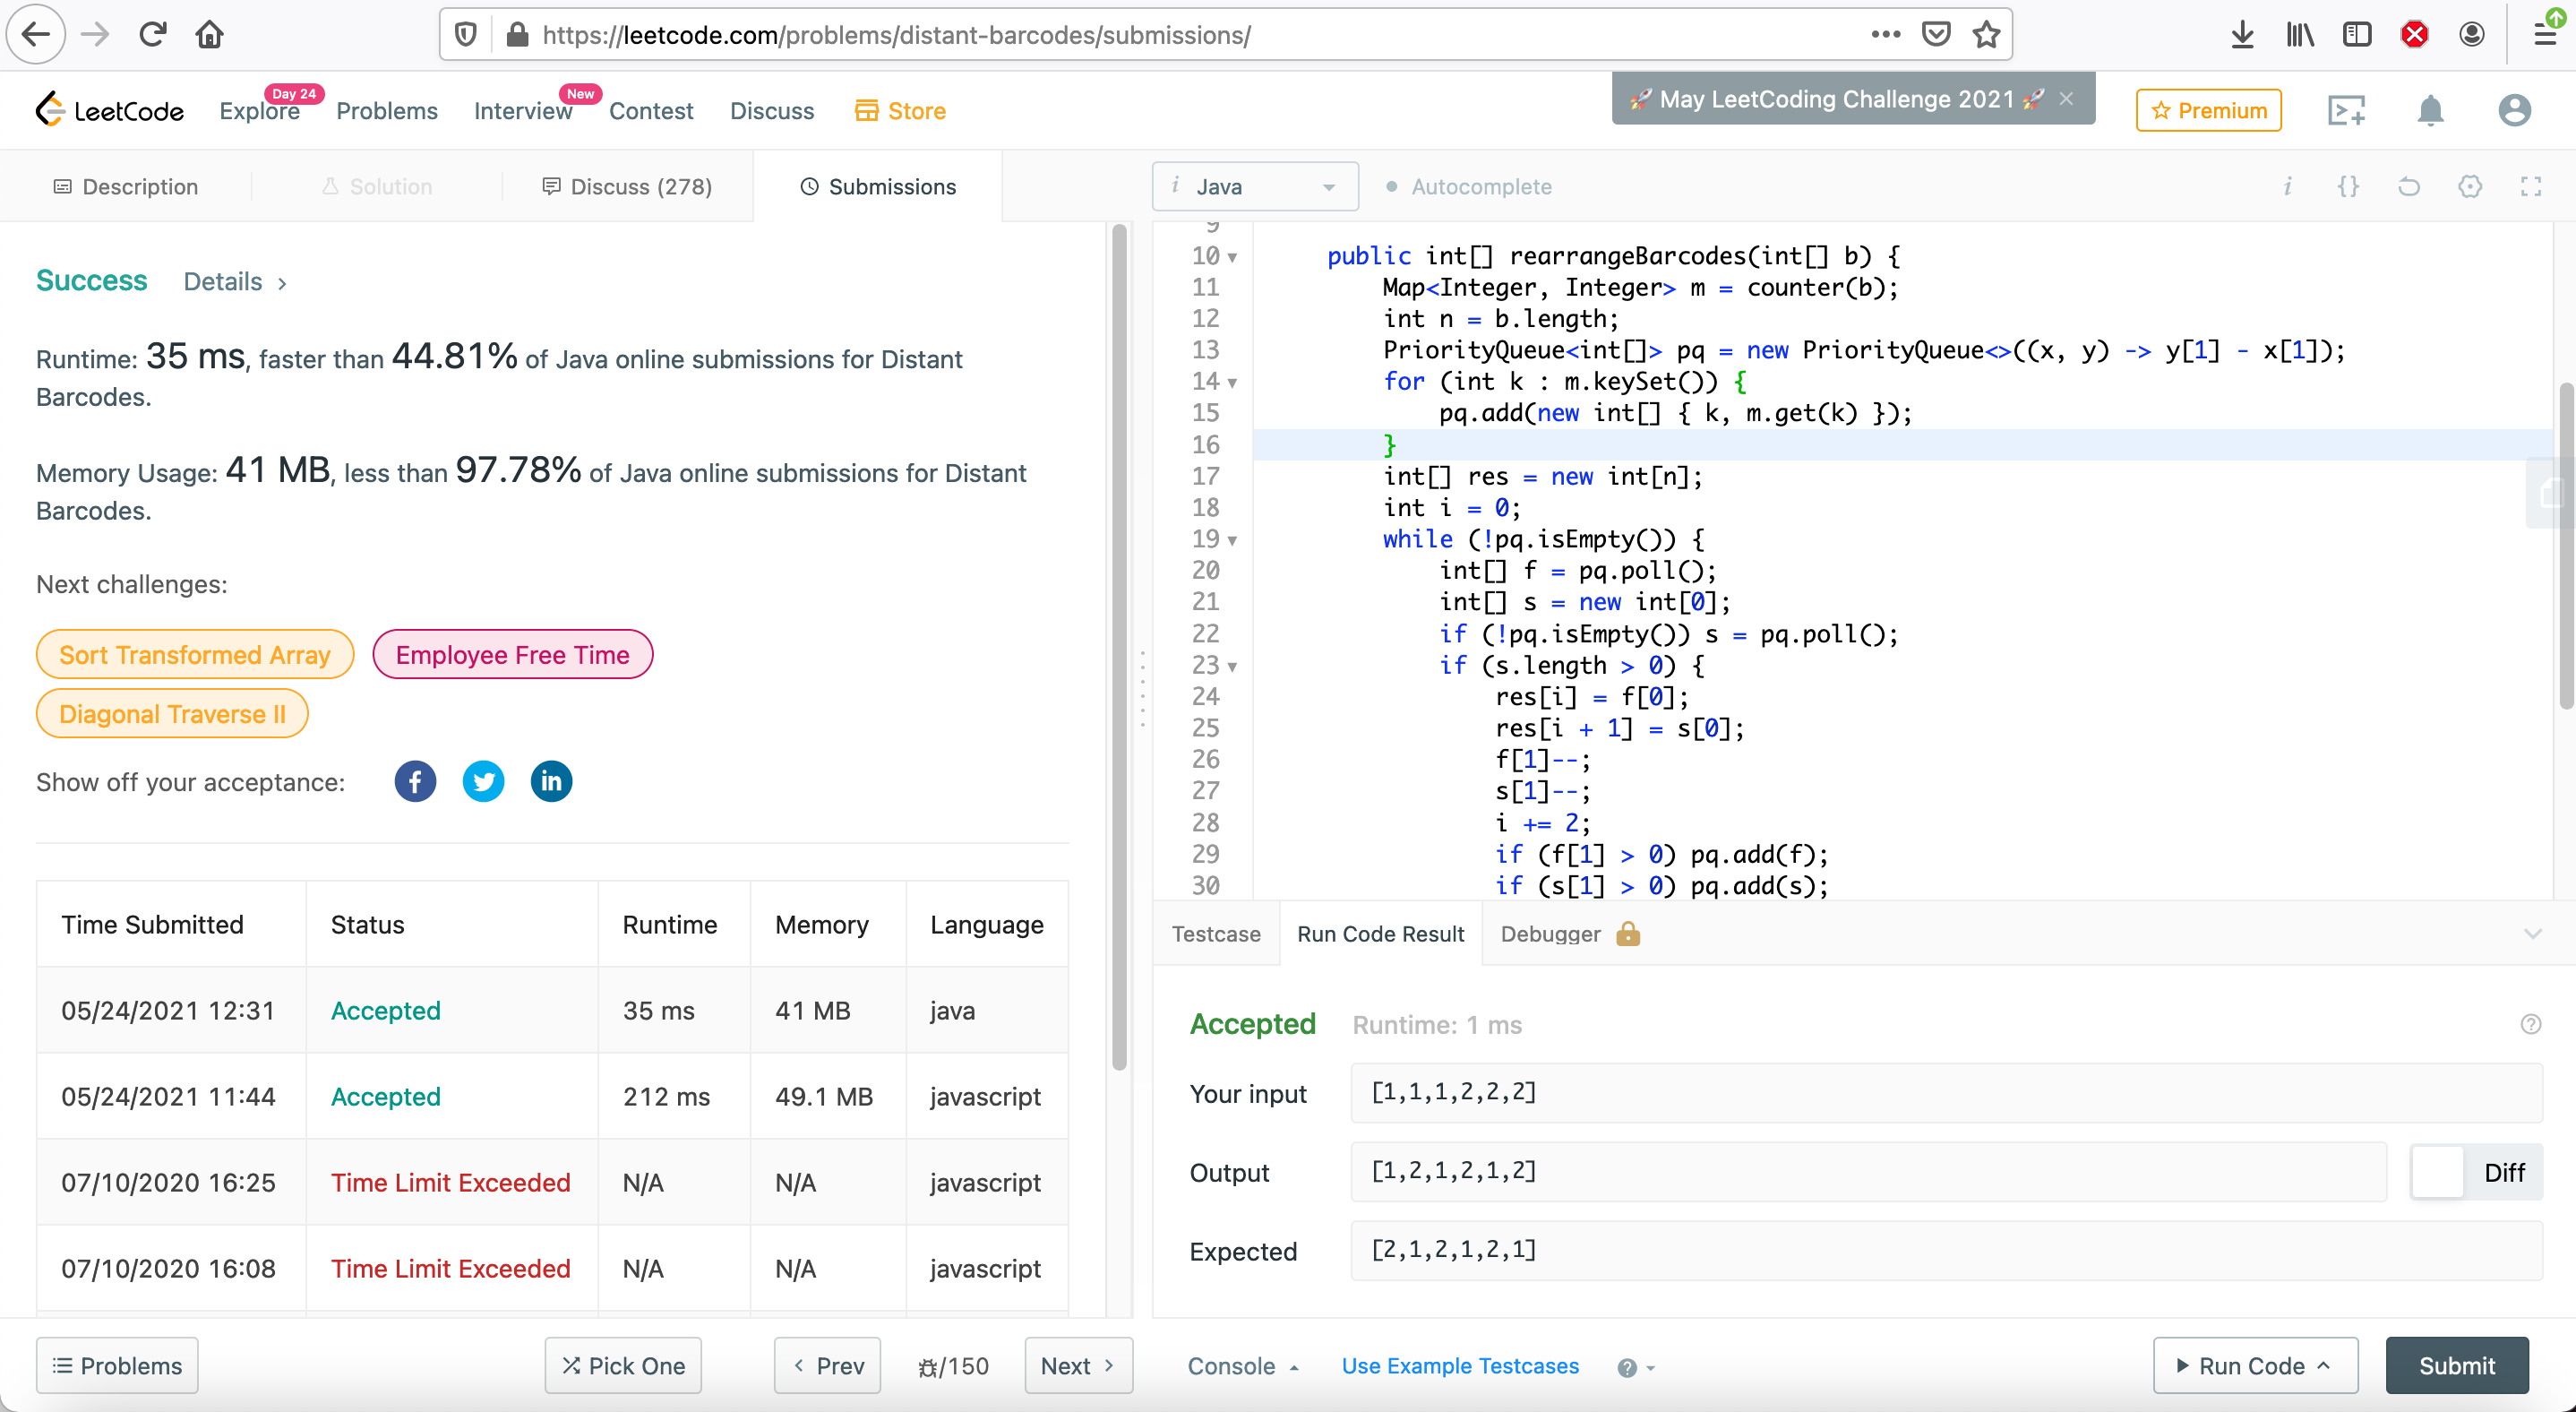 https://leetcode.com/problems/distant-barcodes/submissions/
LeetCode
Explore
Day 24
Problems
Interview
New
Contest
Discuss
Store
🚀 May LeetCoding Challenge 2021 🚀 ×
Premium
Description
Solution
Discuss (278)
Submissions
Success Details >
Runtime: 35 ms, faster than 44.81% of Java online submissions for Distant
Barcodes.
Memory Usage: 41 MB, less than 97.78% of Java online submissions for Distant
Barcodes.
Next challenges:
Sort Transformed Array
Employee Free Time
Diagonal Traverse II
Show off your acceptance:
Time Submitted Status Runtime Memory Language
05/24/2021 12:31 Accepted 35 ms 41 MB java
05/24/2021 11:44 Accepted 212 ms 49.1 MB javascript
07/10/2020 16:25 Time Limit Exceeded N/A N/A javascript
07/10/2020 16:08 Time Limit Exceeded N/A N/A javascript
Problems
Pick One
< Prev
/150
Next >
i Java
Autocomplete
i {}
9
10 public int[] rearrangeBarcodes(int[] b) {
11 Map<Integer, Integer> m = counter(b);
12 int n = b.length;
13 PriorityQueue<int[]> pq = new PriorityQueue<>((x, y) -> y[1] - x[1]);
14 for (int k : m.keySet()) {
15 pq.add(new int[] { k, m.get(k) });
16 }
17 int[] res = new int[n];
18 int i = 0;
19 while (!pq.isEmpty()) {
20 int[] f = pq.poll();
21 int[] s = new int[0];
22 if (!pq.isEmpty()) s = pq.poll();
23 if (s.length > 0) {
24 res[i] = f[0];
25 res[i + 1] = s[0];
26 f[1]--;
27 s[1]--;
28 i += 2;
29 if (f[1] > 0) pq.add(f);
30 if (s[1] > 0) pq.add(s);
Testcase
Run Code Result
Debugger
Accepted Runtime: 1 ms
Your input [1,1,1,2,2,2]
Output [1,2,1,2,1,2]
Diff
Expected [2,1,2,1,2,1]
Console
Use Example Testcases
Run Code
Submit